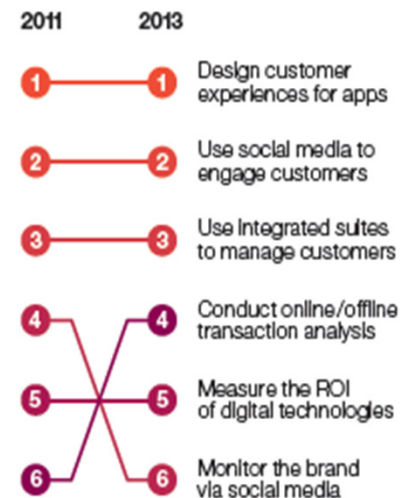 2011 2013
1 1 Design customer
experiences for apps
2 2 Use social media to
engage customers
3 3 Use integrated suites
to manage customers
4 4 Conduct online/offline
transaction analysis
5 5 Measure the ROI
of digital technologies
6 6 Monitor the brand
via social media